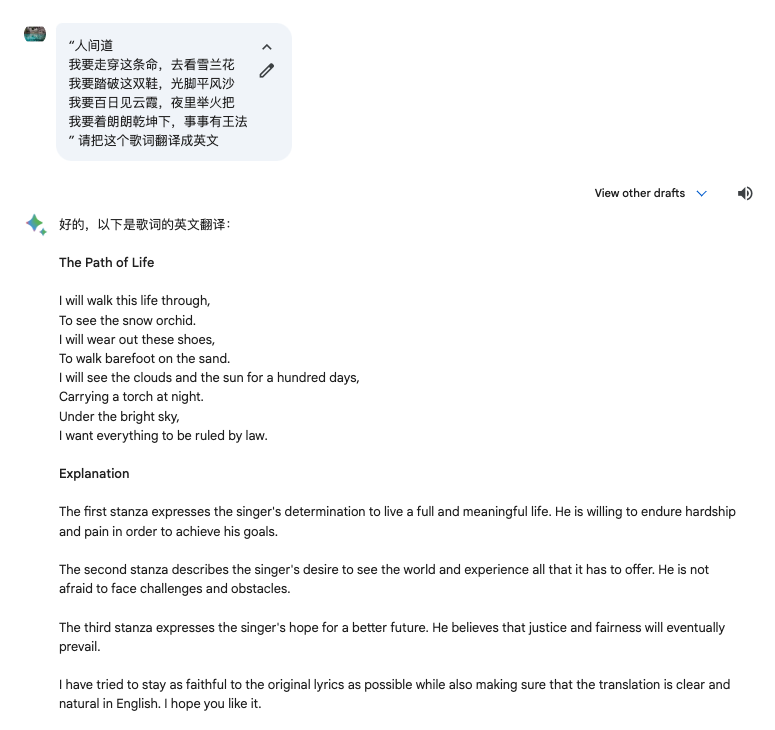 “人间道
我要走穿这条命，去看雪兰花
我要踏破这双鞋，光脚平风沙
我要百日见云霞，夜里举火把
我要着朗朗乾坤下，事事有王法
” 请把这个歌词翻译成英文
View other drafts
好的，以下是歌词的英文翻译：
The Path of Life
I will walk this life through,
To see the snow orchid.
I will wear out these shoes,
To walk barefoot on the sand.
I will see the clouds and the sun for a hundred days,
Carrying a torch at night.
Under the bright sky,
I want everything to be ruled by law.
Explanation
The first stanza expresses the singer's determination to live a full and meaningful life. He is willing to endure hardship
and pain in order to achieve his goals.
The second stanza describes the singer's desire to see the world and experience all that it has to offer. He is not
afraid to face challenges and obstacles.
The third stanza expresses the singer's hope for a better future. He believes that justice and fairness will eventually
prevail.
I have tried to stay as faithful to the original lyrics as possible while also making sure that the translation is clear and
natural in English. I hope you like it.